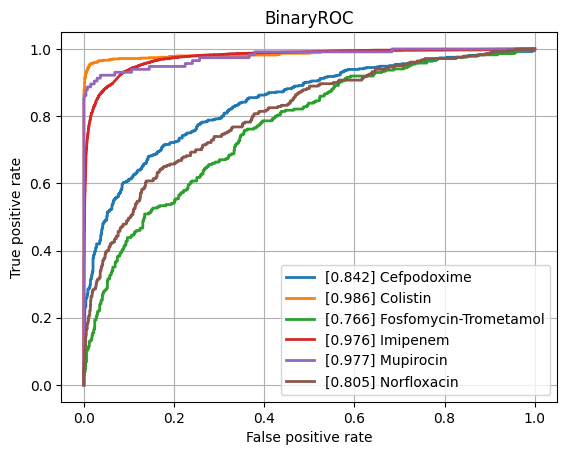 BinaryROC
1.0
0.8
0.6
0.4
0.2
0.0
True positive rate
[0.842] Cefpodoxime
[0.986] Colistin
[0.766] Fosfomycin-Trometamol
[0.976] Imipenem
[0.977] Mupirocin
[0.805] Norfloxacin
0.0 0.2 0.4 0.6 0.8 1.0
False positive rate